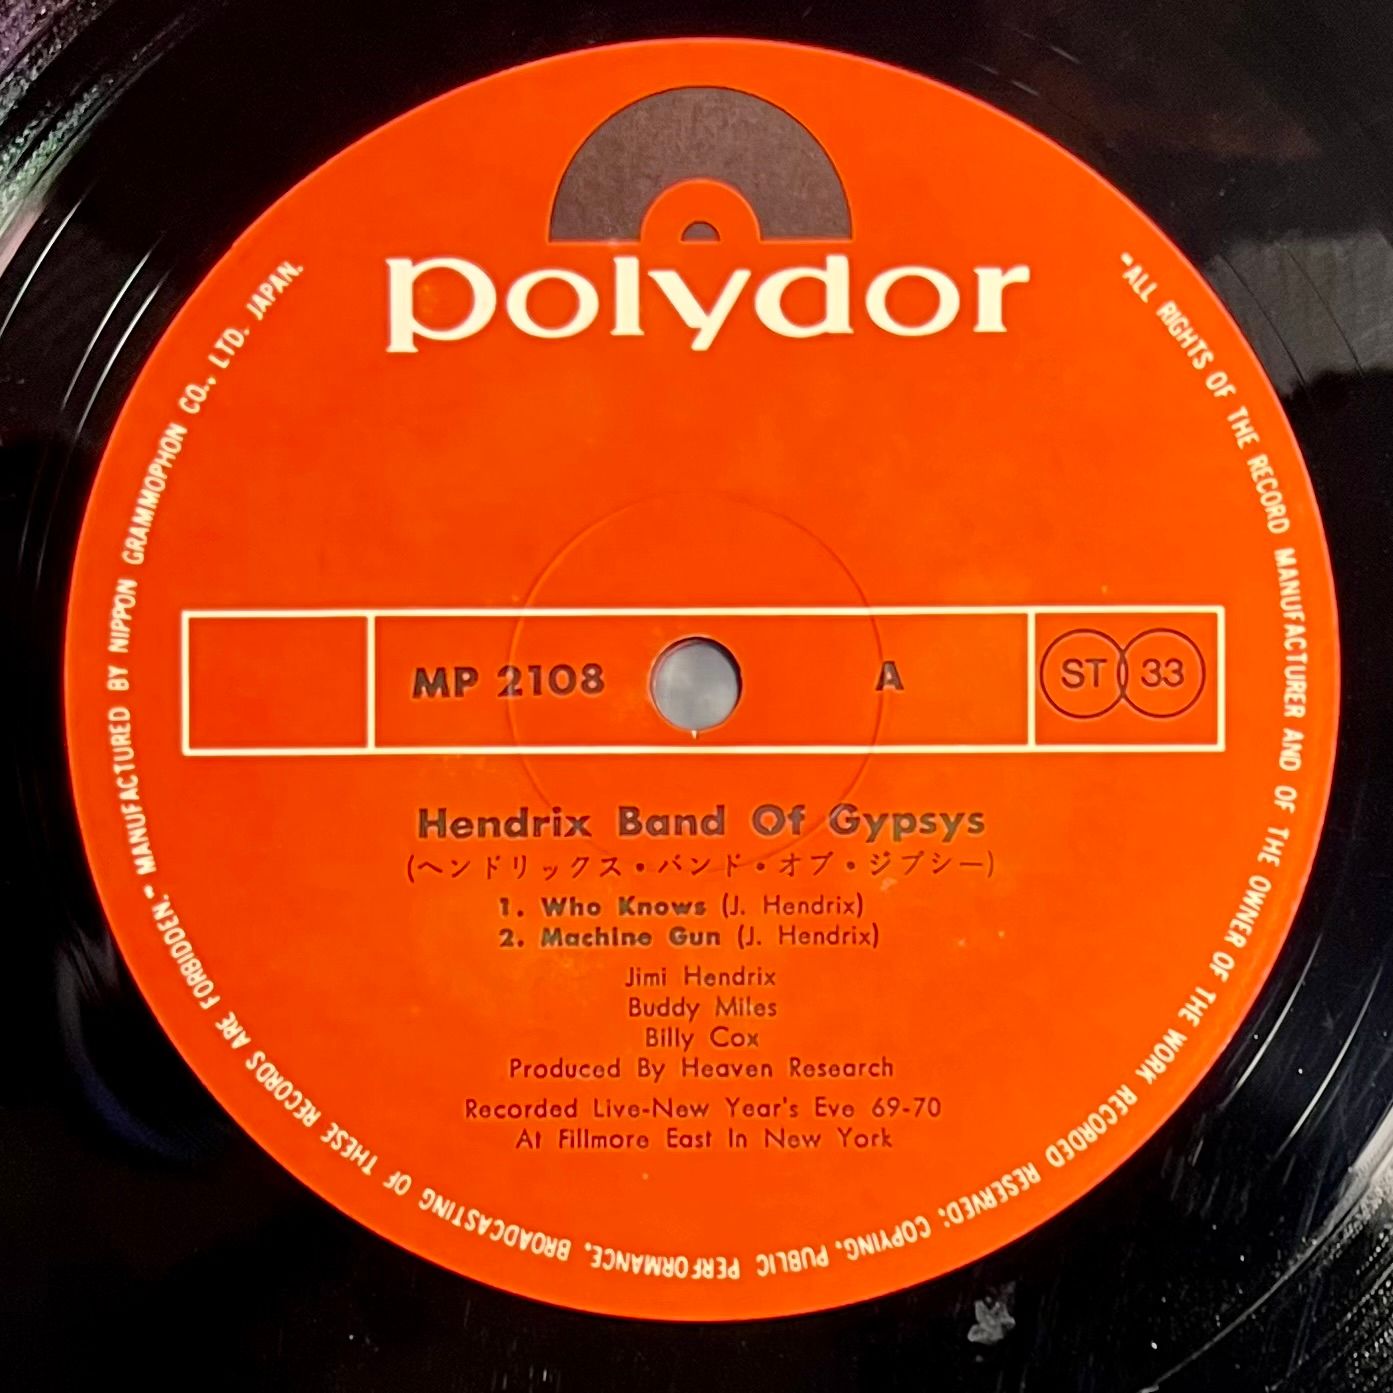 polydor
MP 2108
A
ST 33
Hendrix Band Of Gypsys
(ヘンドリックス・バンド・オブ・ジプシー)
1. Who Knows (J. Hendrix)
2. Machine Gun (J. Hendrix)
Jimi Hendrix
Buddy Miles
Billy Cox
Produced By Heaven Research
Recorded Live-New Year's Eve 69-70
At Fillmore East In New York
-ALL RIGHTS OF THE RECORD MANUFACTURER AND OF THE OWNER OF THE WORK RECORDED RESERVED; COPYING, PUBLIC PERFORMANCE, BROADCASTING OF THESE RECORDS ARE FORBIDDEN.- MANUFACTURED BY NIPPON GRAMMOPHON CO., LTD. JAPAN.